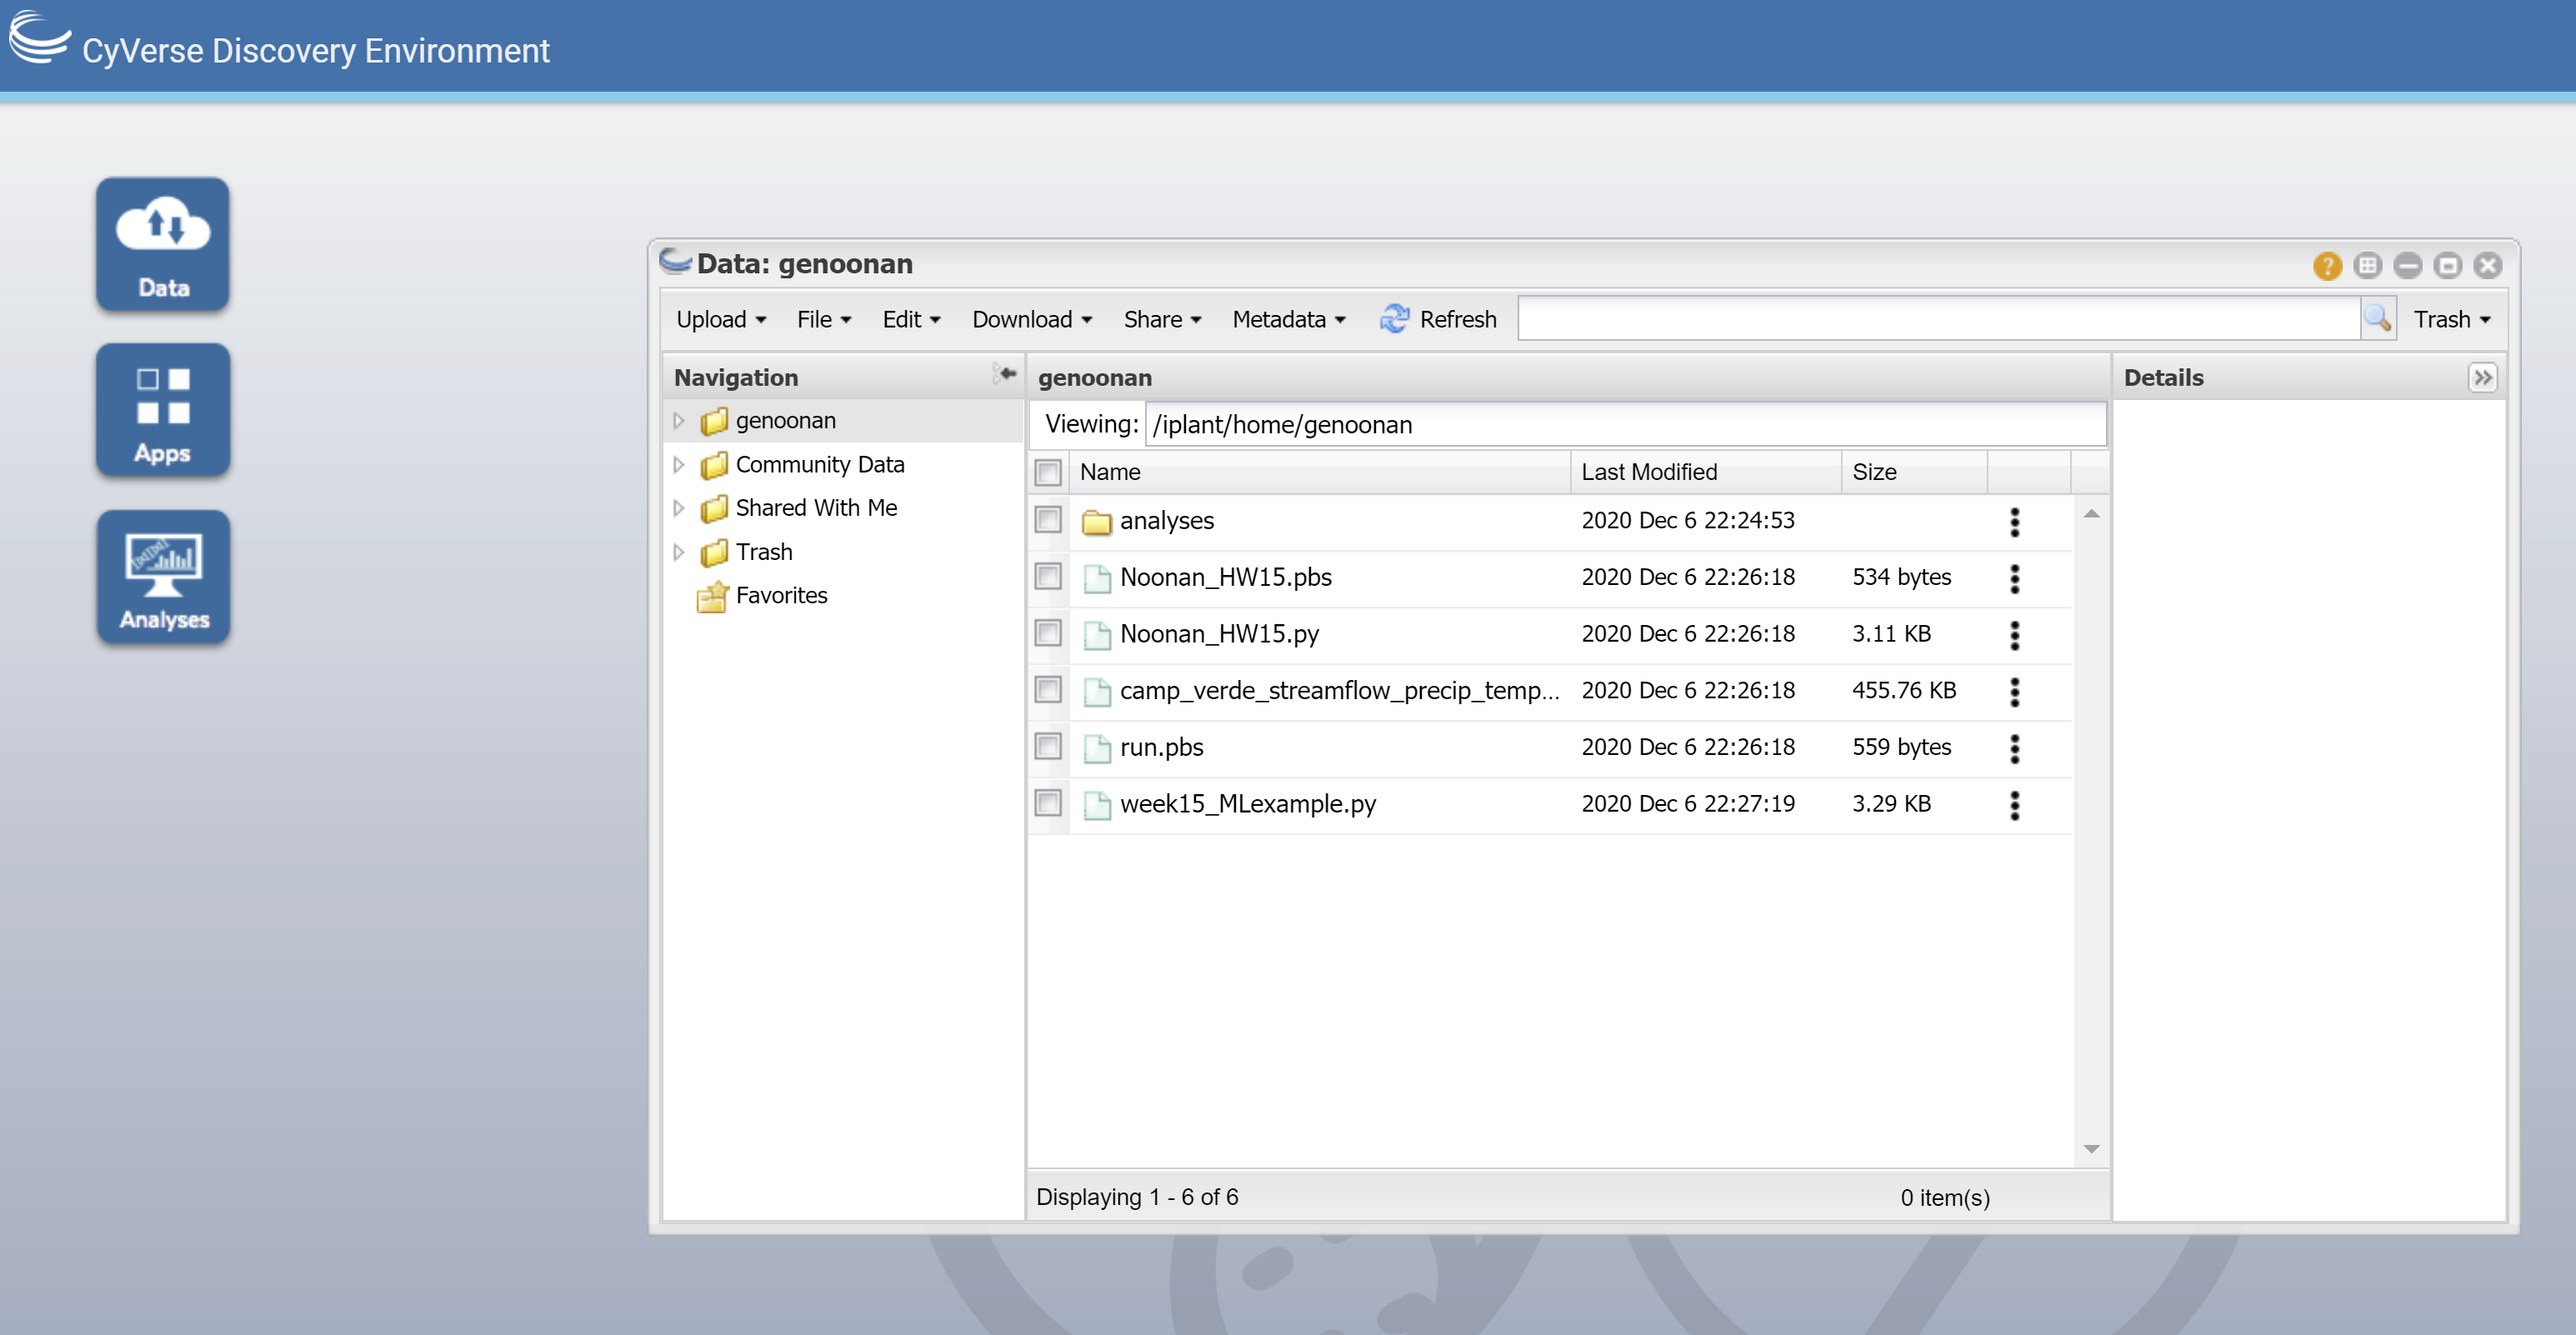 CyVerse Discovery Environment
Data
Apps
Analyses
Data: genoonan
Upload File Edit Download Share Metadata Refresh Trash
Navigation
genoonan
Community Data
Shared With Me
Trash
Favorites
genoonan
Viewing: /iplant/home/genoonan
Name Last Modified Size
analyses 2020 Dec 6 22:24:53
Noonan_HW15.pbs 2020 Dec 6 22:26:18 534 bytes
Noonan_HW15.py 2020 Dec 6 22:26:18 3.11 KB
camp_verde_streamflow_precip_temp... 2020 Dec 6 22:26:18 455.76 KB
run.pbs 2020 Dec 6 22:26:18 559 bytes
week15_MLexample.py 2020 Dec 6 22:27:19 3.29 KB
Displaying 1 - 6 of 6 0 item(s)
Details